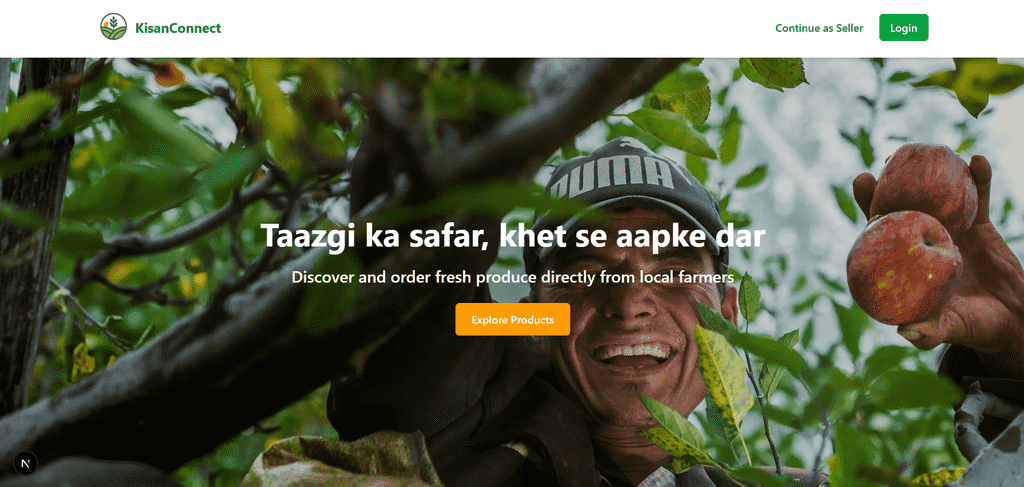 KisanConnect
Continue as Seller
Login
PUMA
Taazgi ka safar, khet se aapke dar
Discover and order fresh produce directly from local farmers
Explore Products
N